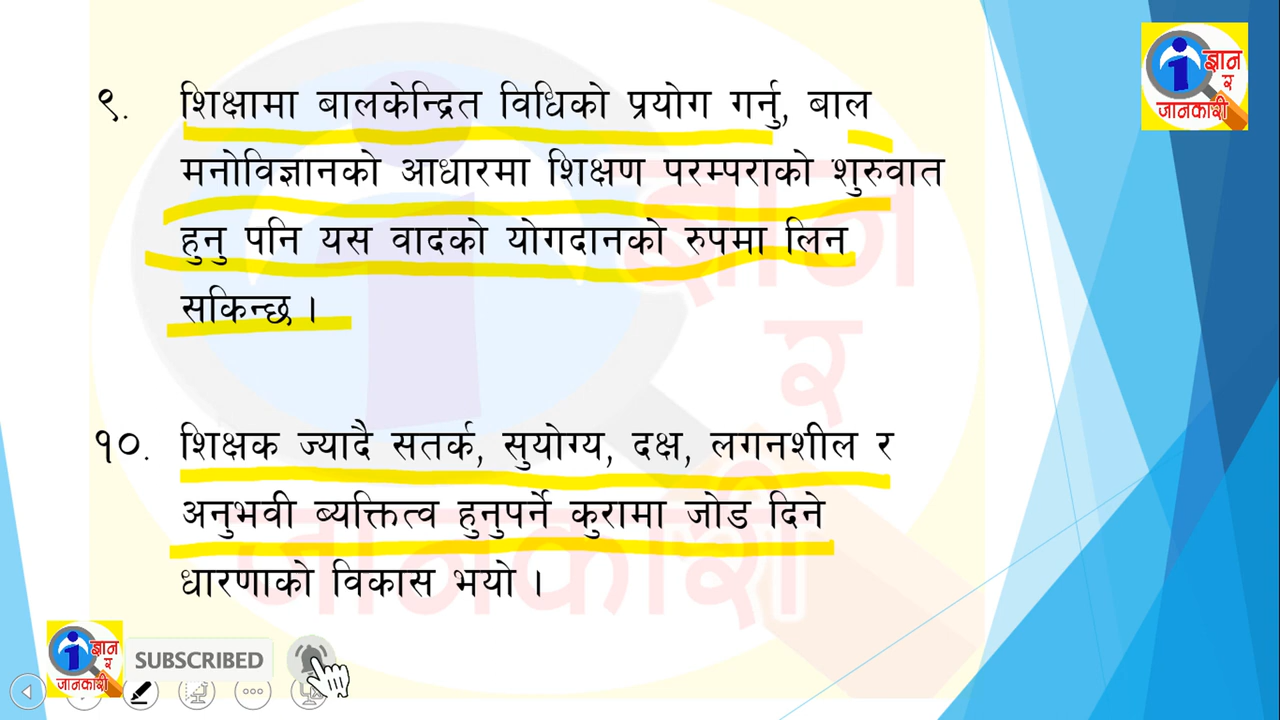 ज्ञान
र
जानकारी
९. शिक्षामा बालकेन्द्रित विधिको प्रयोग गर्नु, बाल
मनोविज्ञानको आधारमा शिक्षण परम्पराको शुरुवात
हुनु पनि यस वादको योगदानको रुपमा लिन
सकिन्छ ।
१०. शिक्षक ज्यादै सतर्क, सुयोग्य, दक्ष, लगनशील र
अनुभवी ब्यक्तित्व हुनुपर्ने कुरामा जोड दिने
धारणाको विकास भयो ।
ज्ञान
र
जानकारी
ज्ञान
र
जानकारी
SUBSCRIBED